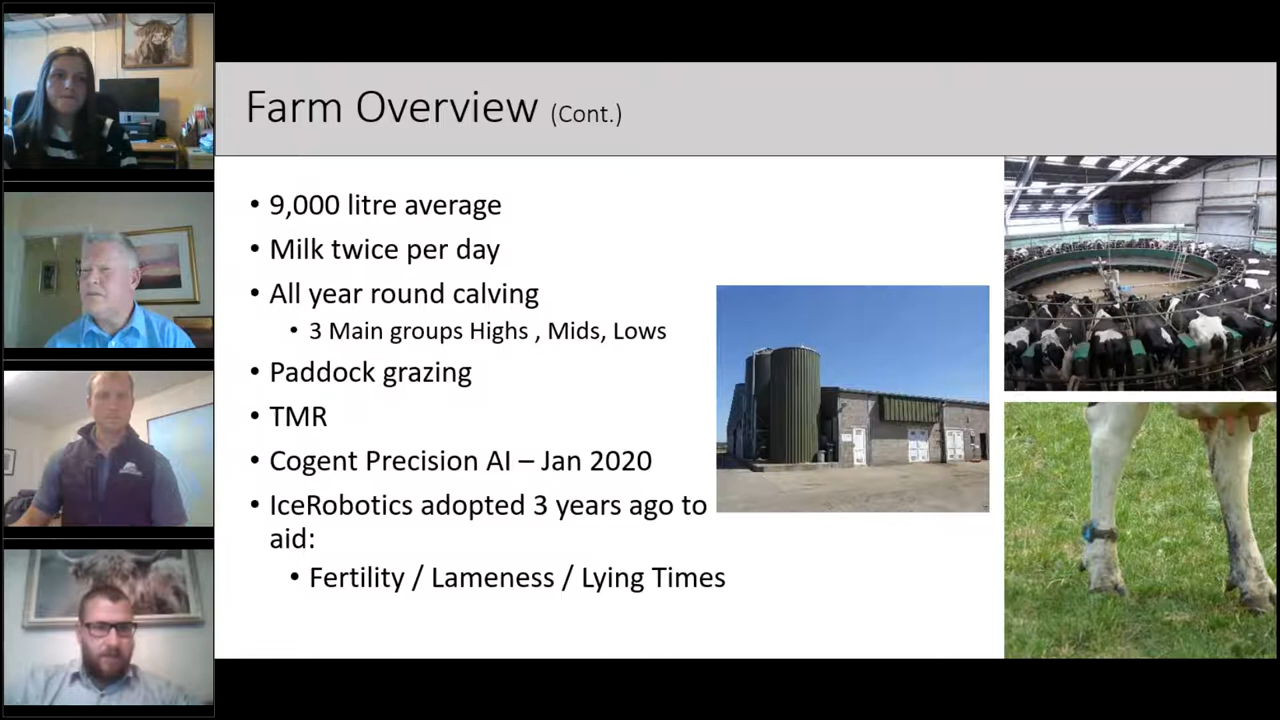 Farm Overview (Cont.)
• 9,000 litre average
• Milk twice per day
• All year round calving
• 3 Main groups Highs , Mids, Lows
• Paddock grazing
• TMR
• Cogent Precision AI – Jan 2020
• IceRobotics adopted 3 years ago to
aid:
• Fertility / Lameness / Lying Times